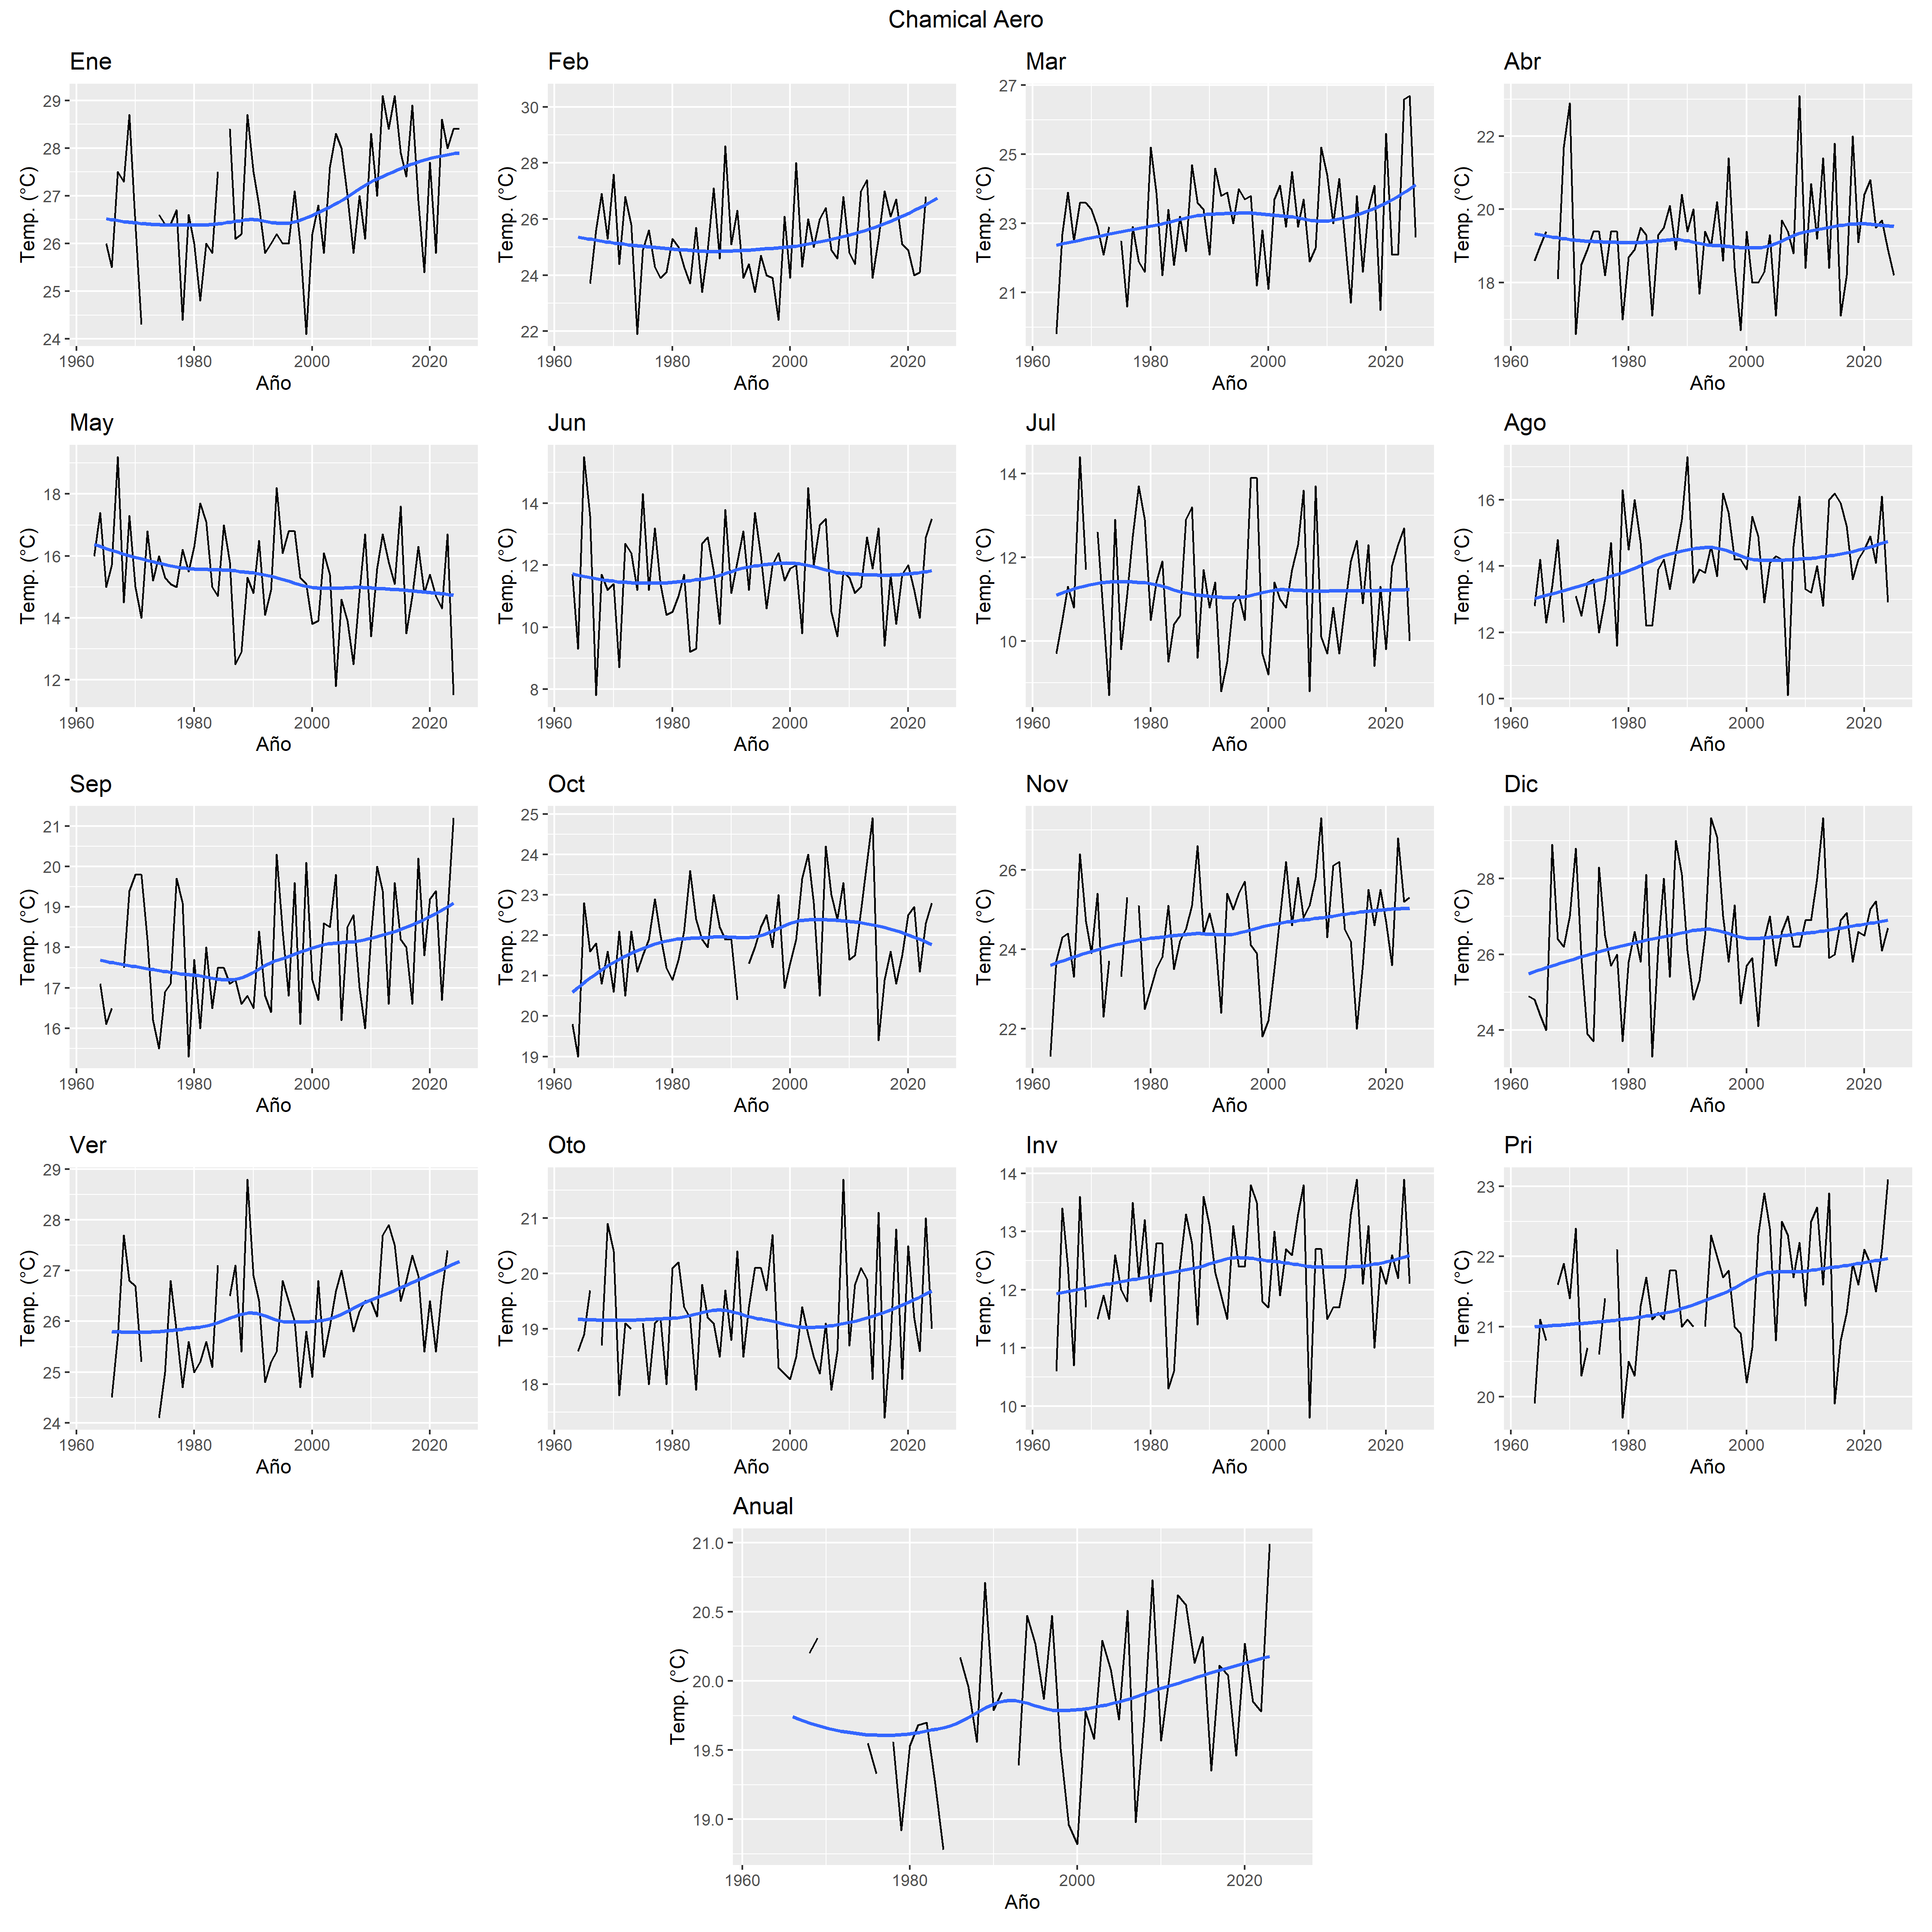 Chamical Aero
Ene Feb Mar Abr
29
28
27
26
25
24
Temp. (°C)
1960 1980 2000 2020
Año
30
28
26
24
22
Temp. (°C)
1960 1980 2000 2020
Año
27
25
23
21
Temp. (°C)
1960 1980 2000 2020
Año
22
20
18
Temp. (°C)
1960 1980 2000 2020
Año
May Jun Jul Ago
18
16
14
12
Temp. (°C)
1960 1980 2000 2020
Año
14
12
10
8
Temp. (°C)
1960 1980 2000 2020
Año
14
12
10
Temp. (°C)
1960 1980 2000 2020
Año
16
14
12
10
Temp. (°C)
1960 1980 2000 2020
Año
Sep Oct Nov Dic
21
20
19
18
17
16
Temp. (°C)
1960 1980 2000 2020
Año
25
24
23
22
21
20
19
Temp. (°C)
1960 1980 2000 2020
Año
26
24
22
Temp. (°C)
1960 1980 2000 2020
Año
28
26
24
Temp. (°C)
1960 1980 2000 2020
Año
Ver Oto Inv Pri
29
28
27
26
25
24
Temp. (°C)
1960 1980 2000 2020
Año
21
20
19
18
Temp. (°C)
1960 1980 2000 2020
Año
14
13
12
11
10
Temp. (°C)
1960 1980 2000 2020
Año
23
22
21
20
Temp. (°C)
1960 1980 2000 2020
Año
Anual
21.0
20.5
20.0
19.5
19.0
Temp. (°C)
1960 1980 2000 2020
Año